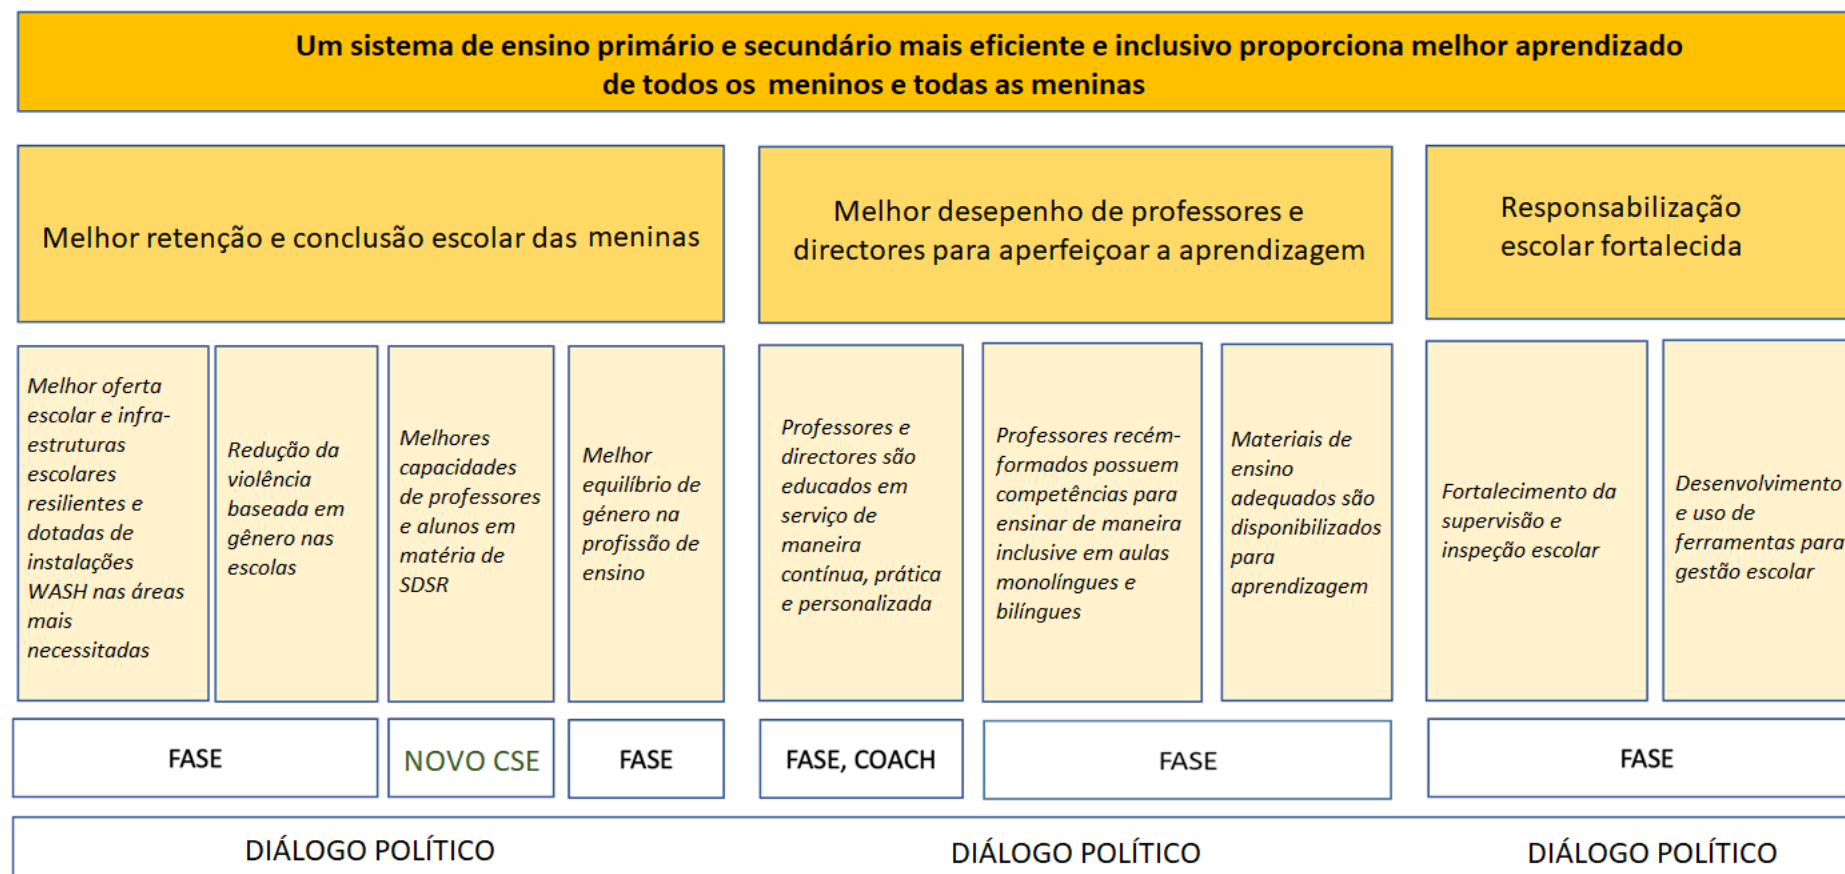 Um sistema de ensino primário e secundário mais eficiente e inclusivo proporciona melhor aprendizado
de todos os meninos e todas as meninas
Melhor retenção e conclusão escolar das meninas
Melhor desepenho de professores e
directores para aperfeiçoar a aprendizagem
Responsabilização
escolar fortalecida
Melhor oferta
escolar e infra-
estruturas
escolares
resilientes e
dotadas de
instalações
WASH nas áreas
mais
necessitadas
Redução da
violência
baseada em
gênero nas
escolas
Melhores
capacidades
de professores
e alunos em
matéria de
SDSR
Melhor
equilíbrio de
género na
profissão de
ensino
Professores e
directores são
educados em
serviço de
maneira
contínua, prática
e personalizada
Professores recém-
formados possuem
competências para
ensinar de maneira
inclusive em aulas
monolíngues e
bilíngues
Materiais de
ensino
adequados são
disponibilizados
para
aprendizagem
Fortalecimento da
supervisão e
inspeção escolar
Desenvolvimento
e uso de
ferramentas para
gestão escolar
FASE
NOVO CSE
FASE
FASE, COACH
FASE
FASE
DIÁLOGO POLÍTICO
DIÁLOGO POLÍTICO
DIÁLOGO POLÍTICO